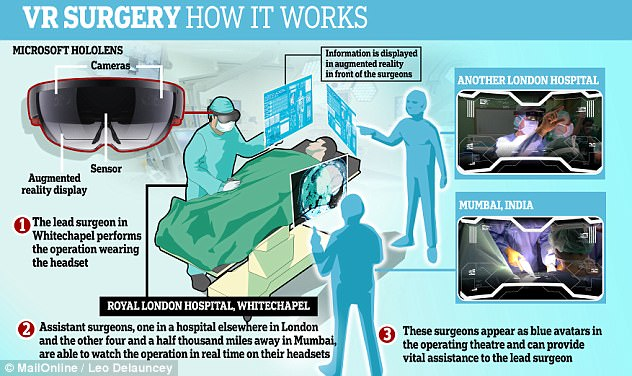 VR SURGERY HOW IT WORKS
MICROSOFT HOLOLENS
Cameras
Sensor
Augmented
reality display
Information is displayed
in augmented reality
in front of the surgeons
ANOTHER LONDON HOSPITAL
MUMBAI, INDIA
1 The lead surgeon in
Whitechapel performs
the operation wearing
the headset
ROYAL LONDON HOSPITAL, WHITECHAPEL
2 Assistant surgeons, one in a hospital elsewhere in London
and the other four and a half thousand miles away in Mumbai,
are able to watch the operation in real time on their headsets
3 These surgeons appear as blue avatars in
the operating theatre and can provide
vital assistance to the lead surgeon
© MailOnline / Leo Delauncey